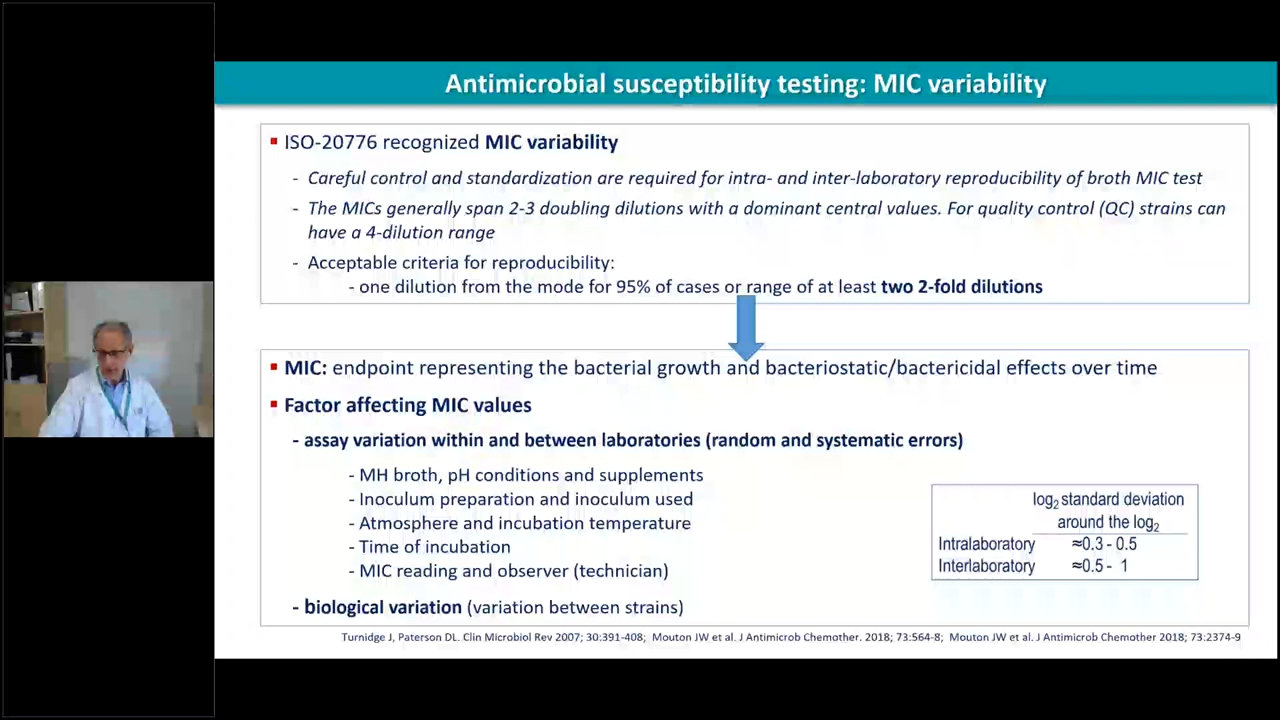 Antimicrobial susceptibility testing: MIC variability
▪ ISO-20776 recognized MIC variability
- Careful control and standardization are required for intra- and inter-laboratory reproducibility of broth MIC test
- The MICs generally span 2-3 doubling dilutions with a dominant central values. For quality control (QC) strains can
have a 4-dilution range
- Acceptable criteria for reproducibility:
- one dilution from the mode for 95% of cases or range of at least two 2-fold dilutions
▪ MIC: endpoint representing the bacterial growth and bacteriostatic/bactericidal effects over time
▪ Factor affecting MIC values
- assay variation within and between laboratories (random and systematic errors)
- MH broth, pH conditions and supplements
- Inoculum preparation and inoculum used
- Atmosphere and incubation temperature
- Time of incubation
- MIC reading and observer (technician)
log2 standard deviation
around the log2
Intralaboratory ≈0.3 - 0.5
Interlaboratory ≈0.5 - 1
- biological variation (variation between strains)
Turnidge J, Paterson DL. Clin Microbiol Rev 2007; 30:391-408; Mouton JW et al. J Antimicrob Chemother. 2018; 73:564-8; Mouton JW et al. J Antimicrob Chemother 2018; 73:2374-9